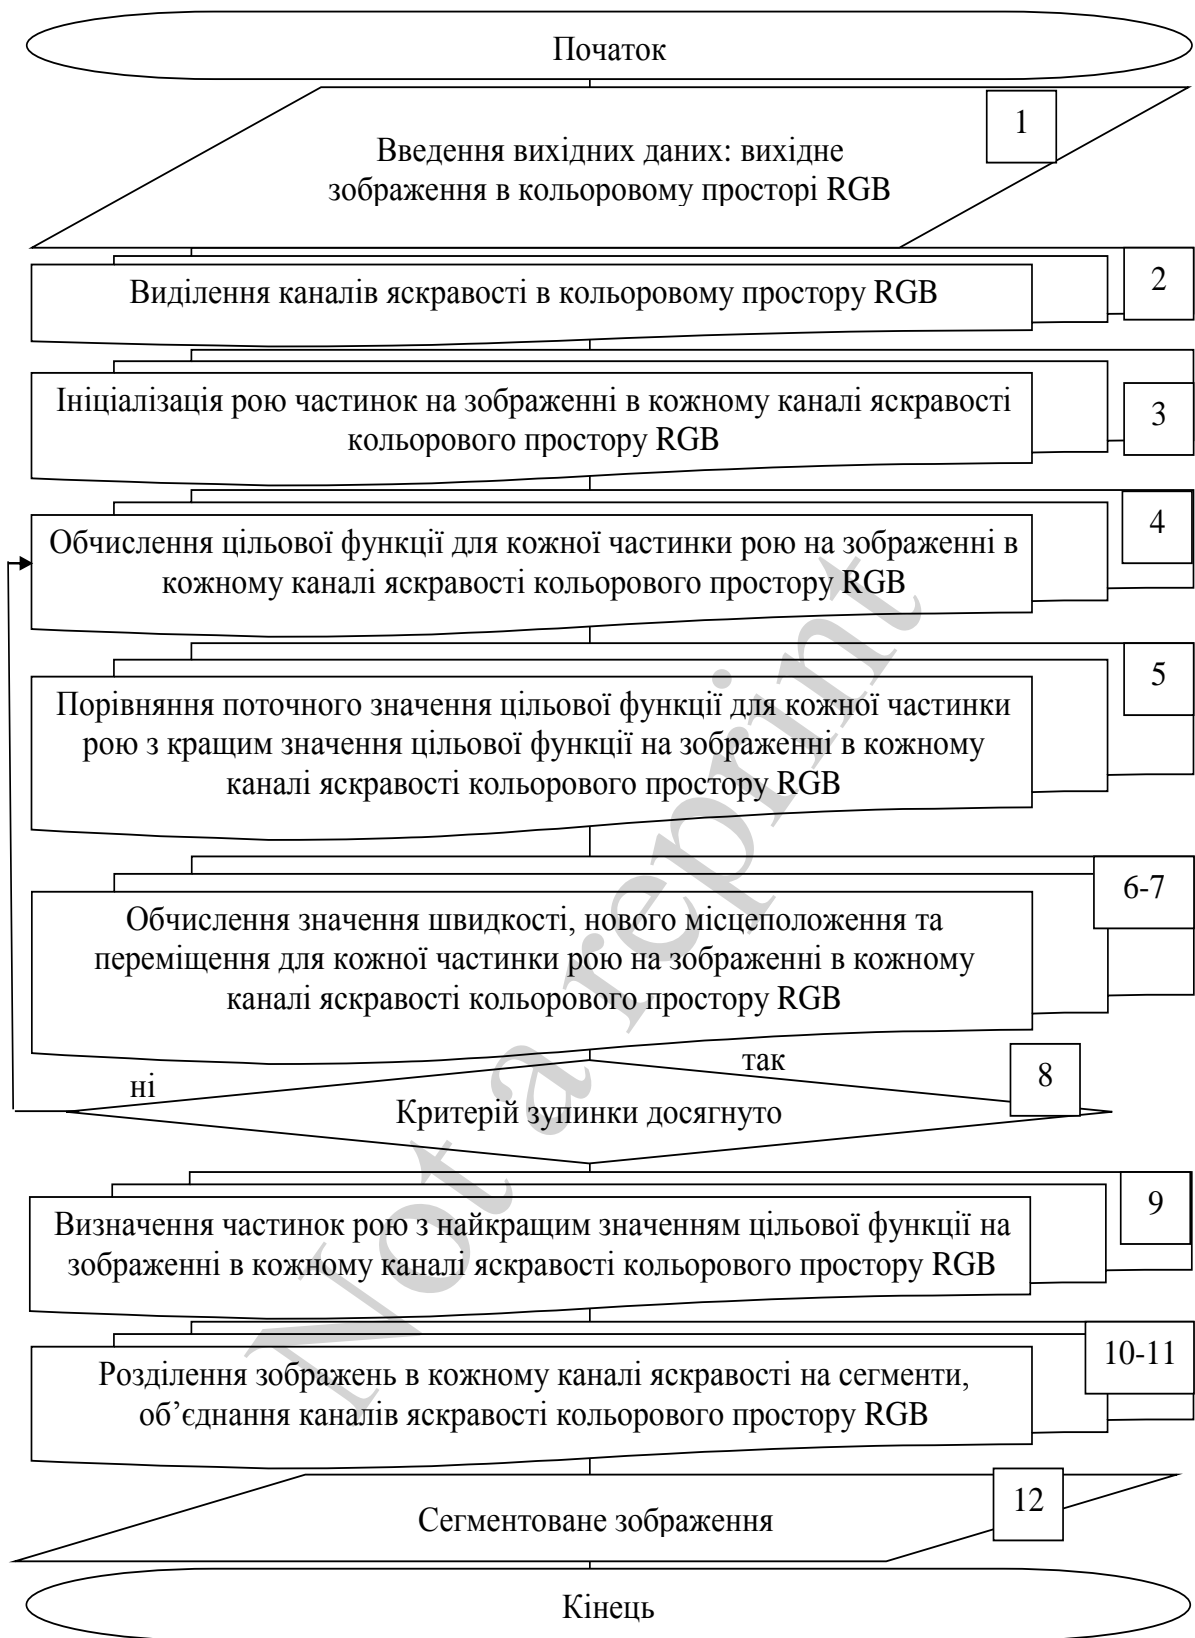 Початок
1
Введення вихідних даних: вихідне
зображення в кольоровому просторі RGB
2
Виділення каналів яскравості в кольоровому простору RGB
Ініціалізація рою частинок на зображенні в кожному каналі яскравості
кольорового простору RGB
3
4
Обчислення цільової функції для кожної частинки рою на зображенні в
кожному каналі яскравості кольорового простору RGB
5
Порівняння поточного значення цільової функції для кожної частинки
рою з кращим значення цільової функції на зображенні в кожному
каналі яскравості кольорового простору RGB
6-7
Обчислення значення швидкості, нового місцеположення та
переміщення для кожної частинки рою на зображенні в кожному
каналі яскравості кольорового простору RGB
так
ні
8
Критерій зупинки досягнуто
9
Визначення частинок рою з найкращим значенням цільової функції на
зображенні в кожному каналі яскравості кольорового простору RGB
10-11
Розділення зображень в кожному каналі яскравості на сегменти,
об’єднання каналів яскравості кольорового простору RGB
12
Сегментоване зображення
Кінець
Not a reprint